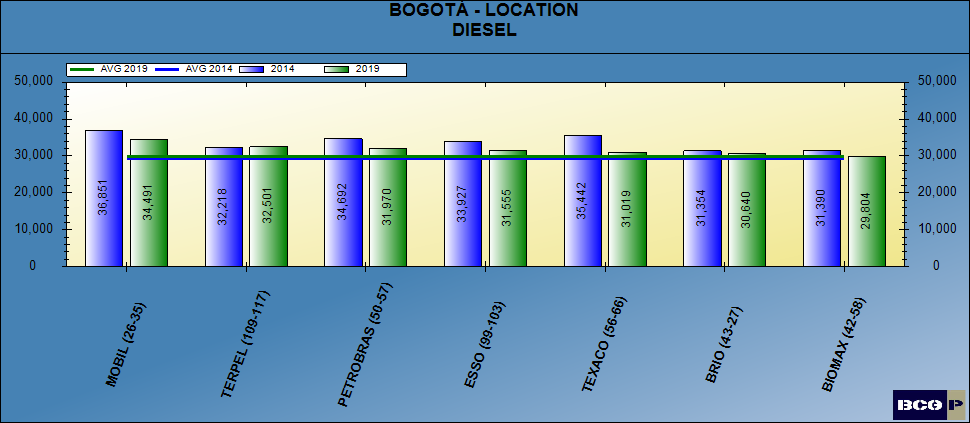 BOGOTÁ - LOCATION
DIESEL
AVG 2019 AVG 2014 2014 2019
50,000 50,000
40,000 40,000
30,000 30,000
20,000 20,000
10,000 10,000
0 0
36,851 34,491 32,218 32,501 34,692 31,970 33,927 31,555 35,442 31,019 31,354 30,640 31,390 29,804
MOBIL (26-35)
TERPEL (109-117)
PETROBRAS (50-57)
ESSO (99-103)
TEXACO (56-66)
BRIO (43-27)
BIOMAX (42-58)
BCG P